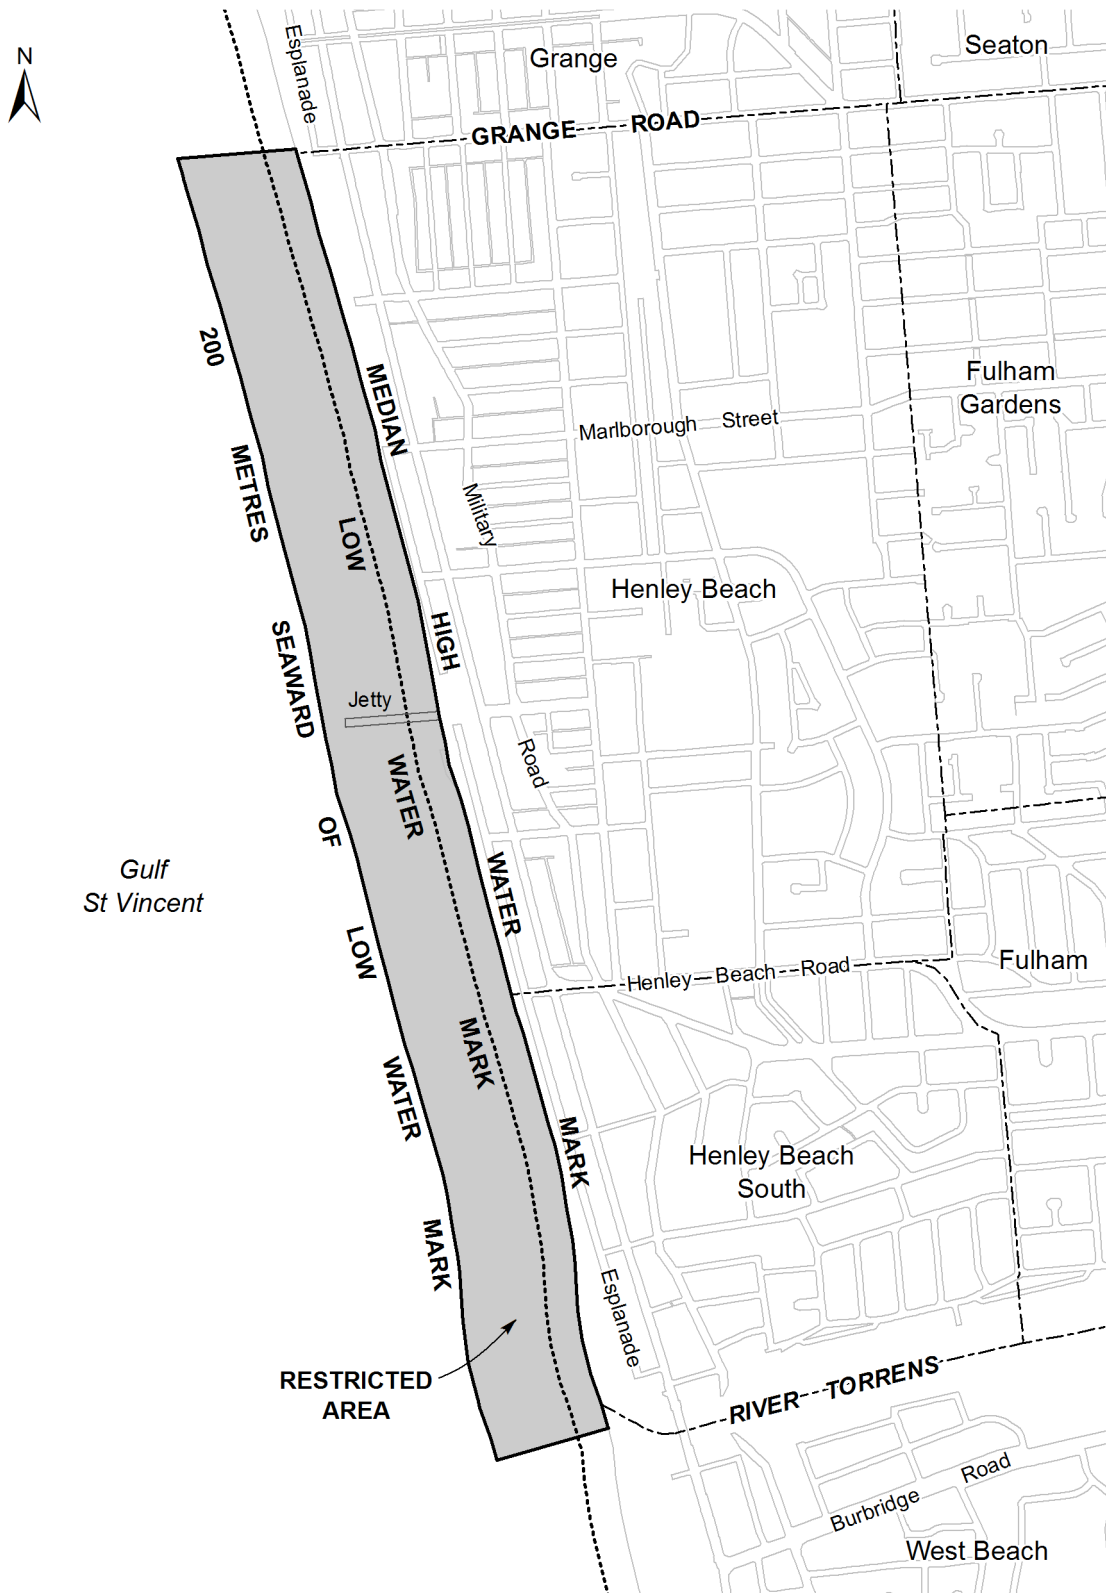 N
Esplanade
Grange
Seaton
GRANGE ROAD
200 METRES SEAWARD OF LOW WATER MARK
MEDIAN HIGH WATER MARK
LOW WATER MARK
Fulham
Gardens
Marlborough Street
Military Road
Henley Beach
Jetty
Gulf
St Vincent
Henley Beach Road
Fulham
Henley Beach
South
Esplanade
RESTRICTED
AREA
RIVER TORRENS
Burbridge Road
West Beach